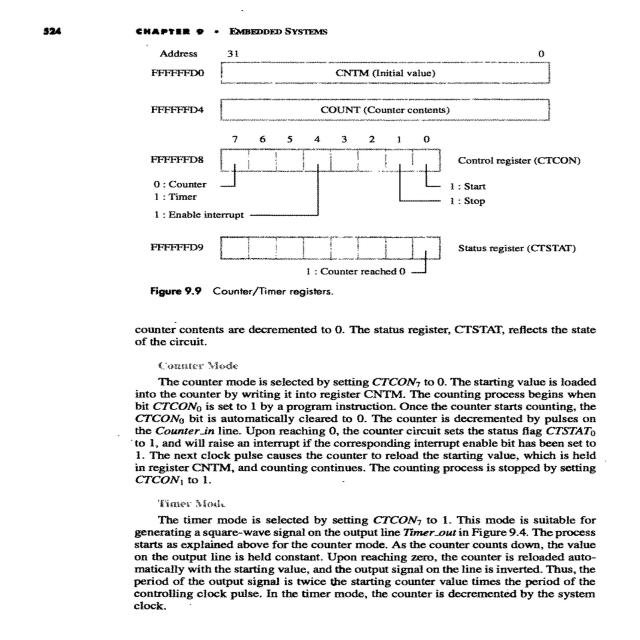 524 CHAPTER 9 • EMBEDDED SYSTEMS
Address 31 0
FFFFFFD0 CNTM (Initial value)
FFFFFFD4 COUNT (Counter contents)
7 6 5 4 3 2 1 0
FFFFFFD8 Control register (CTCON)
0 : Counter 1 : Start
1 : Timer 1 : Stop
1 : Enable interrupt
FFFFFFD9 Status register (CTSTAT)
1 : Counter reached 0
Figure 9.9 Counter/Timer registers.
counter contents are decremented to 0. The status register, CTSTAT, reflects the state
of the circuit.
Counter Mode
The counter mode is selected by setting CTCON7 to 0. The starting value is loaded
into the counter by writing it into register CNTM. The counting process begins when
bit CTCON0 is set to 1 by a program instruction. Once the counter starts counting, the
CTCON0 bit is automatically cleared to 0. The counter is decremented by pulses on
the Counter_in line. Upon reaching 0, the counter circuit sets the status flag CTSTAT0
to 1, and will raise an interrupt if the corresponding interrupt enable bit has been set to
1. The next clock pulse causes the counter to reload the starting value, which is held
in register CNTM, and counting continues. The counting process is stopped by setting
CTCON1 to 1.
Timer Mode
The timer mode is selected by setting CTCON7 to 1. This mode is suitable for
generating a square-wave signal on the output line Timer_out in Figure 9.4. The process
starts as explained above for the counter mode. As the counter counts down, the value
on the output line is held constant. Upon reaching zero, the counter is reloaded auto-
matically with the starting value, and the output signal on the line is inverted. Thus, the
period of the output signal is twice the starting counter value times the period of the
controlling clock pulse. In the timer mode, the counter is decremented by the system
clock.